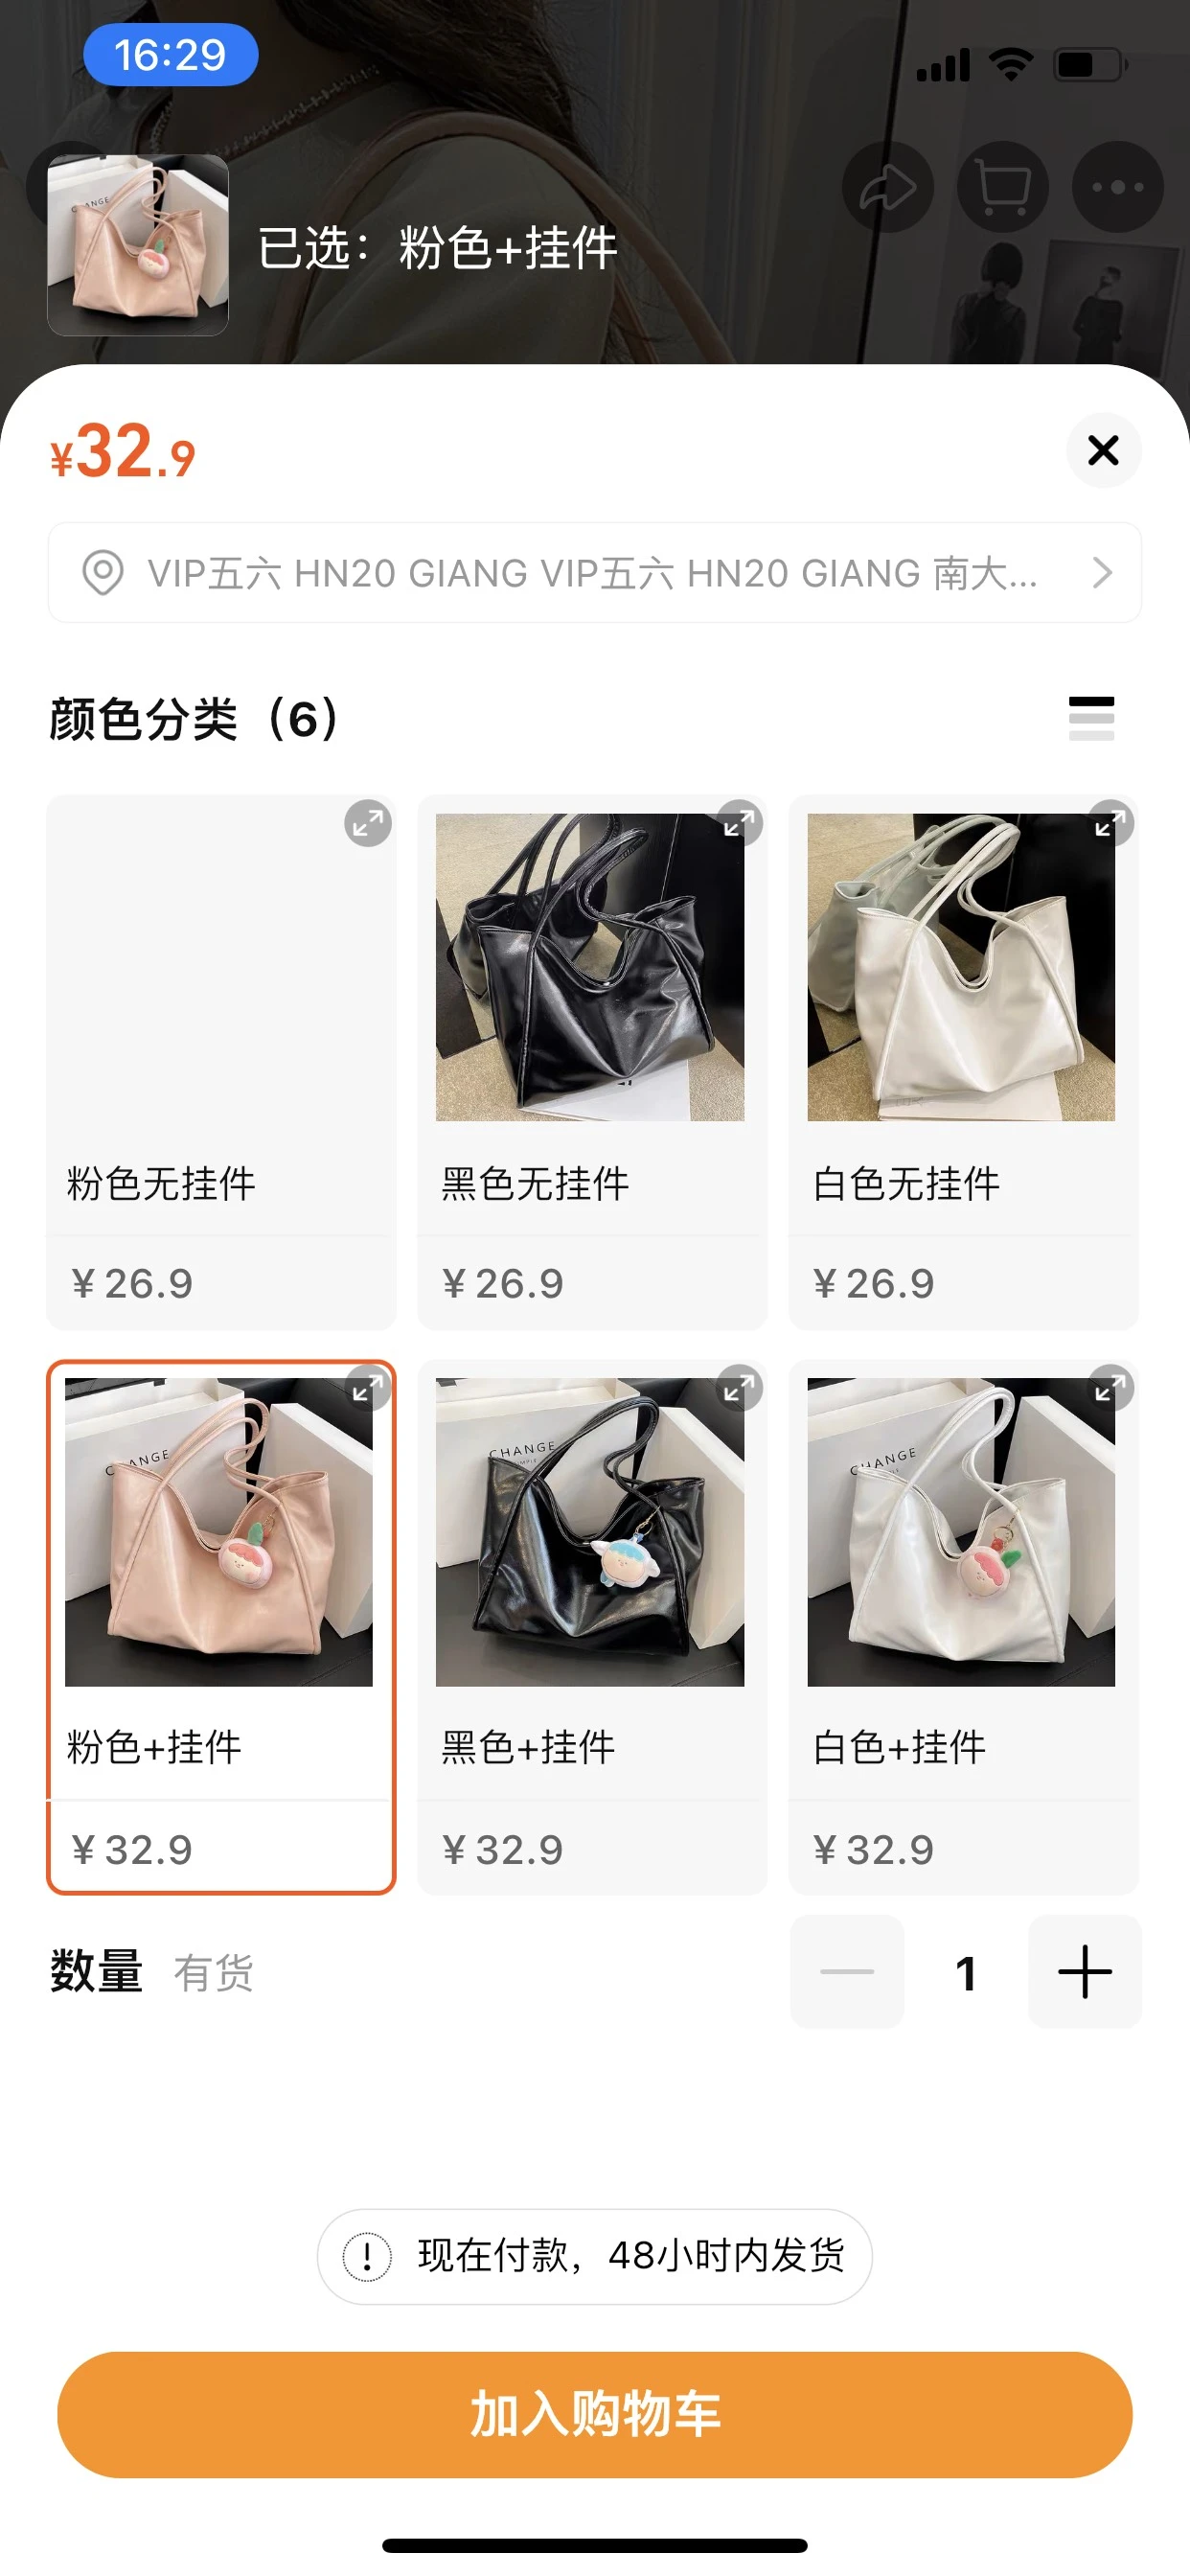 16:29
已选：粉色+挂件
¥32.9
VIP五六 HN20 GIANG VIP五六 HN20 GIANG 南大...
颜色分类（6）
粉色无挂件
黑色无挂件
白色无挂件
¥ 26.9
¥ 26.9
¥ 26.9
CHANGE
CHANGE
CHANGE
粉色+挂件
黑色+挂件
白色+挂件
¥ 32.9
¥ 32.9
¥ 32.9
数量 有货
1
现在付款，48小时内发货
加入购物车